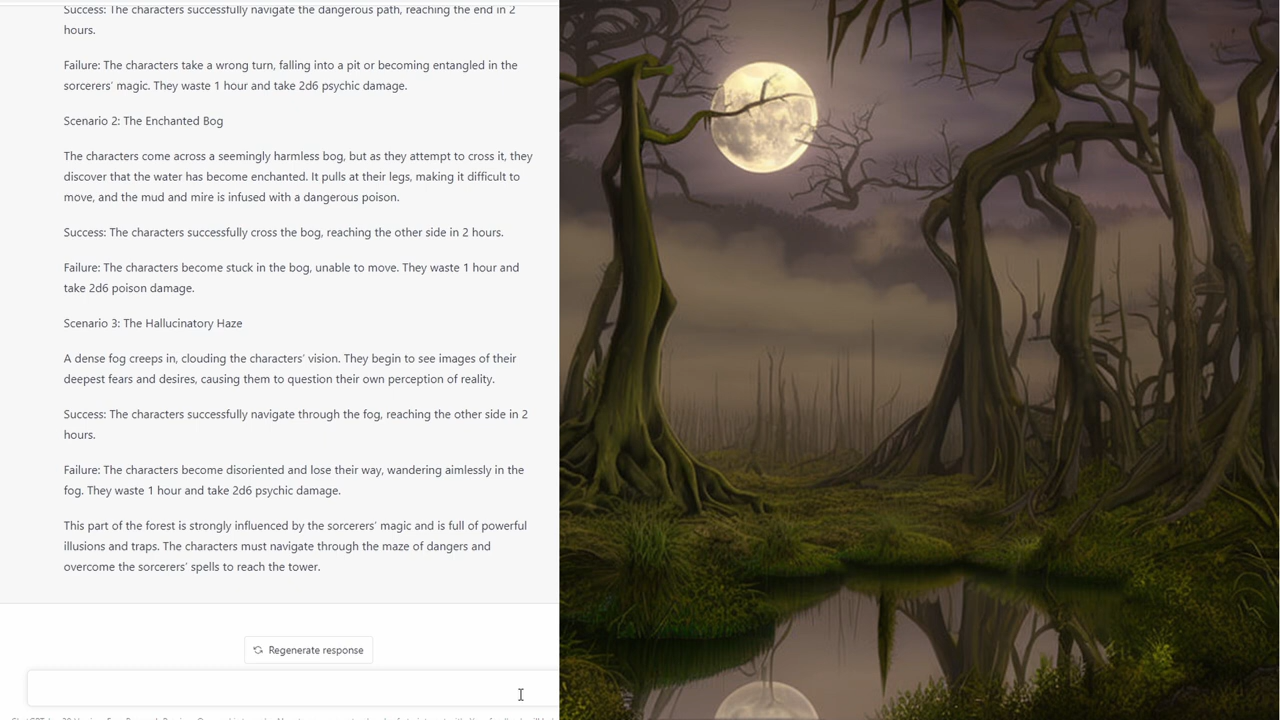 Success: The characters successfully navigate the dangerous path, reaching the end in 2
hours.
Failure: The characters take a wrong turn, falling into a pit or becoming entangled in the
sorcerers' magic. They waste 1 hour and take 2d6 psychic damage.
Scenario 2: The Enchanted Bog
The characters come across a seemingly harmless bog, but as they attempt to cross it, they
discover that the water has become enchanted. It pulls at their legs, making it difficult to
move, and the mud and mire is infused with a dangerous poison.
Success: The characters successfully cross the bog, reaching the other side in 2 hours.
Failure: The characters become stuck in the bog, unable to move. They waste 1 hour and
take 2d6 poison damage.
Scenario 3: The Hallucinatory Haze
A dense fog creeps in, clouding the characters' vision. They begin to see images of their
deepest fears and desires, causing them to question their own perception of reality.
Success: The characters successfully navigate through the fog, reaching the other side in 2
hours.
Failure: The characters become disoriented and lose their way, wandering aimlessly in the
fog. They waste 1 hour and take 2d6 psychic damage.
This part of the forest is strongly influenced by the sorcerers' magic and is full of powerful
illusions and traps. The characters must navigate through the maze of dangers and
overcome the sorcerers' spells to reach the tower.
Regenerate response